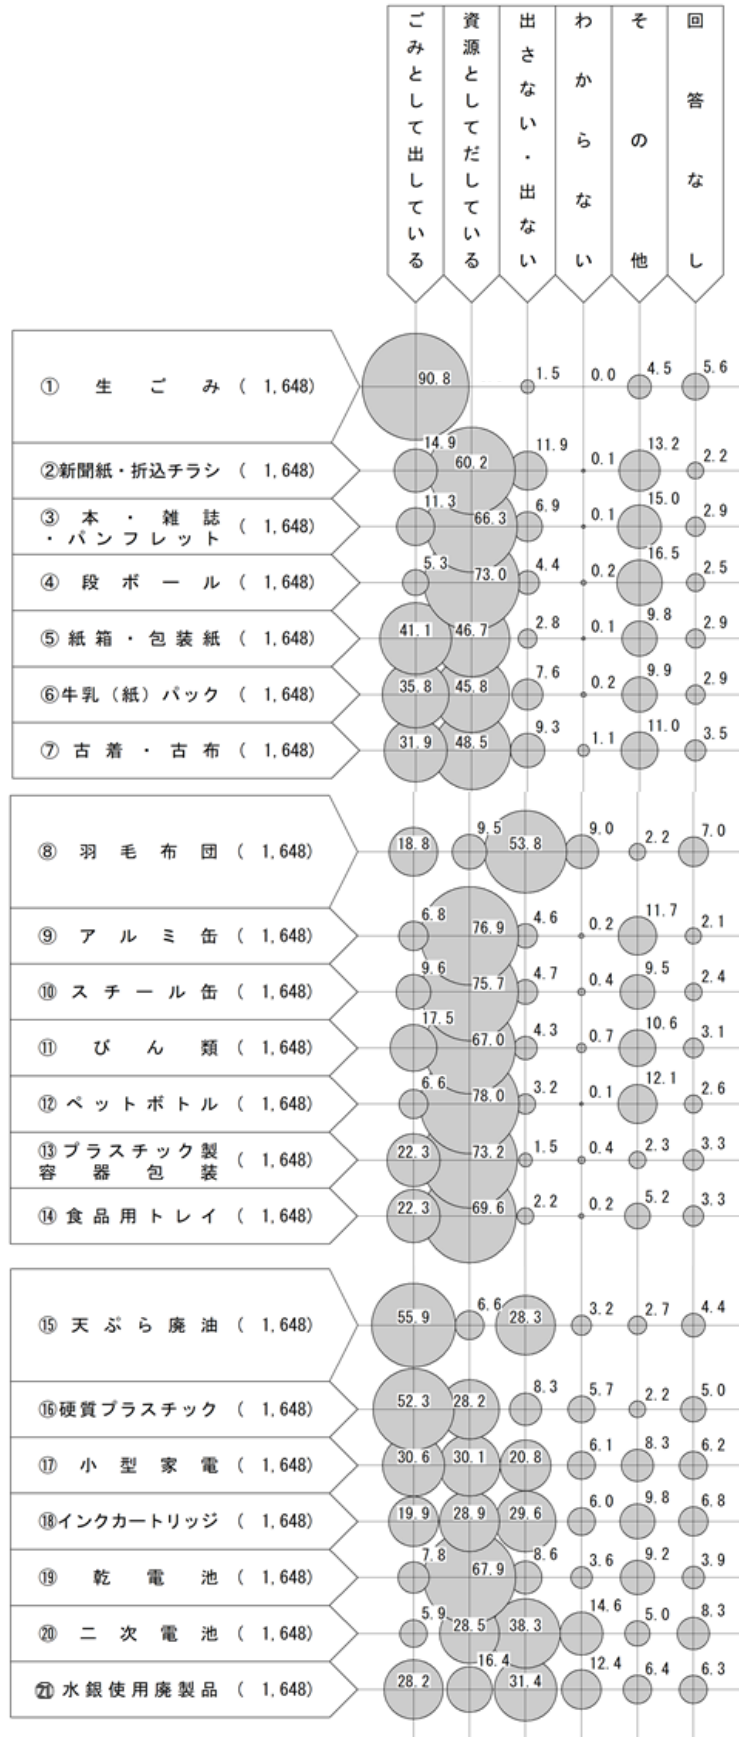 ごみとして出している
資源としてだしている
出さない・出ない
わからない
その他
回答なし
① 生ごみ ( 1,648) 90.8 1.5 0.0 4.5 5.6
②新聞紙・折込チラシ ( 1,648) 14.9 60.2 11.9 0.1 13.2 2.2
③ 本・雑誌
・パンフレット ( 1,648) 11.3 66.3 6.9 0.1 15.0 2.9
④ 段ボール ( 1,648) 5.3 73.0 4.4 0.2 16.5 2.5
⑤ 紙箱・包装紙 ( 1,648) 41.1 46.7 2.8 0.1 9.8 2.9
⑥牛乳(紙)パック ( 1,648) 35.8 45.8 7.6 0.2 9.9 2.9
⑦ 古着・古布 ( 1,648) 31.9 48.5 9.3 1.1 11.0 3.5
⑧ 羽毛布団 ( 1,648) 18.8 9.5 53.8 9.0 2.2 7.0
⑨ アルミ缶 ( 1,648) 6.8 76.9 4.6 0.2 11.7 2.1
⑩ スチール缶 ( 1,648) 9.6 75.7 4.7 0.4 9.5 2.4
⑪ びん類 ( 1,648) 17.5 67.0 4.3 0.7 10.6 3.1
⑫ ペットボトル ( 1,648) 6.6 78.0 3.2 0.1 12.1 2.6
⑬プラスチック製
容器包装 ( 1,648) 22.3 73.2 1.5 0.4 2.3 3.3
⑭ 食品用トレイ ( 1,648) 22.3 69.6 2.2 0.2 5.2 3.3
⑮ 天ぷら廃油 ( 1,648) 55.9 6.6 28.3 3.2 2.7 4.4
⑯硬質プラスチック ( 1,648) 52.3 28.2 8.3 5.7 2.2 5.0
⑰ 小型家電 ( 1,648) 30.6 30.1 20.8 6.1 8.3 6.2
⑱インクカートリッジ ( 1,648) 19.9 28.9 29.6 6.0 9.8 6.8
⑲ 乾電池 ( 1,648) 7.8 67.9 8.6 3.6 9.2 3.9
⑳ 二次電池 ( 1,648) 5.9 28.5 38.3 14.6 5.0 8.3
㉑ 水銀使用廃製品 ( 1,648) 28.2 16.4 31.4 12.4 6.4 6.3